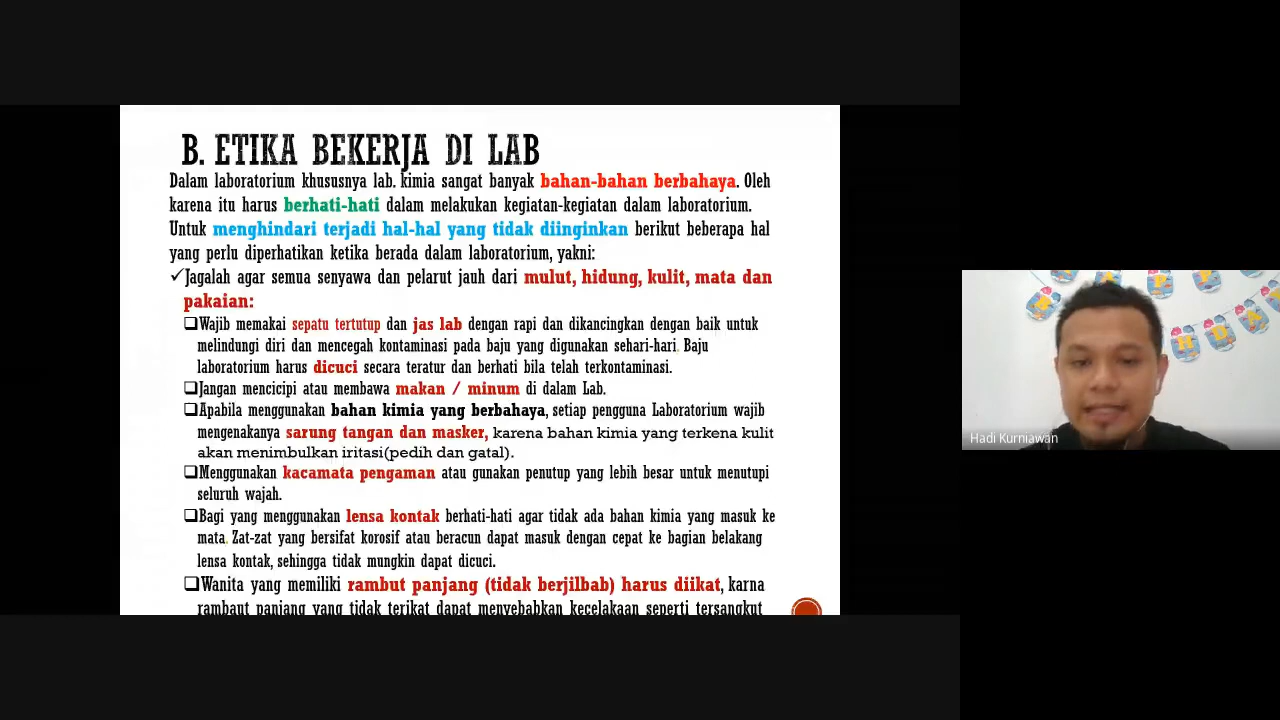 B. ETIKA BEKERJA DI LAB
Dalam laboratorium khususnya lab. kimia sangat banyak bahan-bahan berbahaya. Oleh
karena itu harus berhati-hati dalam melakukan kegiatan-kegiatan dalam laboratorium.
Untuk menghindari terjadi hal-hal yang tidak diinginkan berikut beberapa hal
yang perlu diperhatikan ketika berada dalam laboratorium, yakni:
✓Jagalah agar semua senyawa dan pelarut jauh dari mulut, hidung, kulit, mata dan
pakaian:
❑Wajib memakai sepatu tertutup dan jas lab dengan rapi dan dikancingkan dengan baik untuk
melindungi diri dan mencegah kontaminasi pada baju yang digunakan sehari-hari. Baju
laboratorium harus dicuci secara teratur dan berhati bila telah terkontaminasi.
❑Jangan mencicipi atau membawa makan / minum di dalam Lab.
❑Apabila menggunakan bahan kimia yang berbahaya, setiap pengguna Laboratorium wajib
mengenakanya sarung tangan dan masker, karena bahan kimia yang terkena kulit
akan menimbulkan iritasi(pedih dan gatal).
❑Menggunakan kacamata pengaman atau gunakan penutup yang lebih besar untuk menutupi
seluruh wajah.
❑Bagi yang menggunakan lensa kontak berhati-hati agar tidak ada bahan kimia yang masuk ke
mata. Zat-zat yang bersifat korosif atau beracun dapat masuk dengan cepat ke bagian belakang
lensa kontak, sehingga tidak mungkin dapat dicuci.
❑Wanita yang memiliki rambut panjang (tidak berjilbab) harus diikat, karna
rambaut panjang yang tidak terikat dapat menyebabkan kecelakaan seperti tersangkut
Hadi Kurniawan